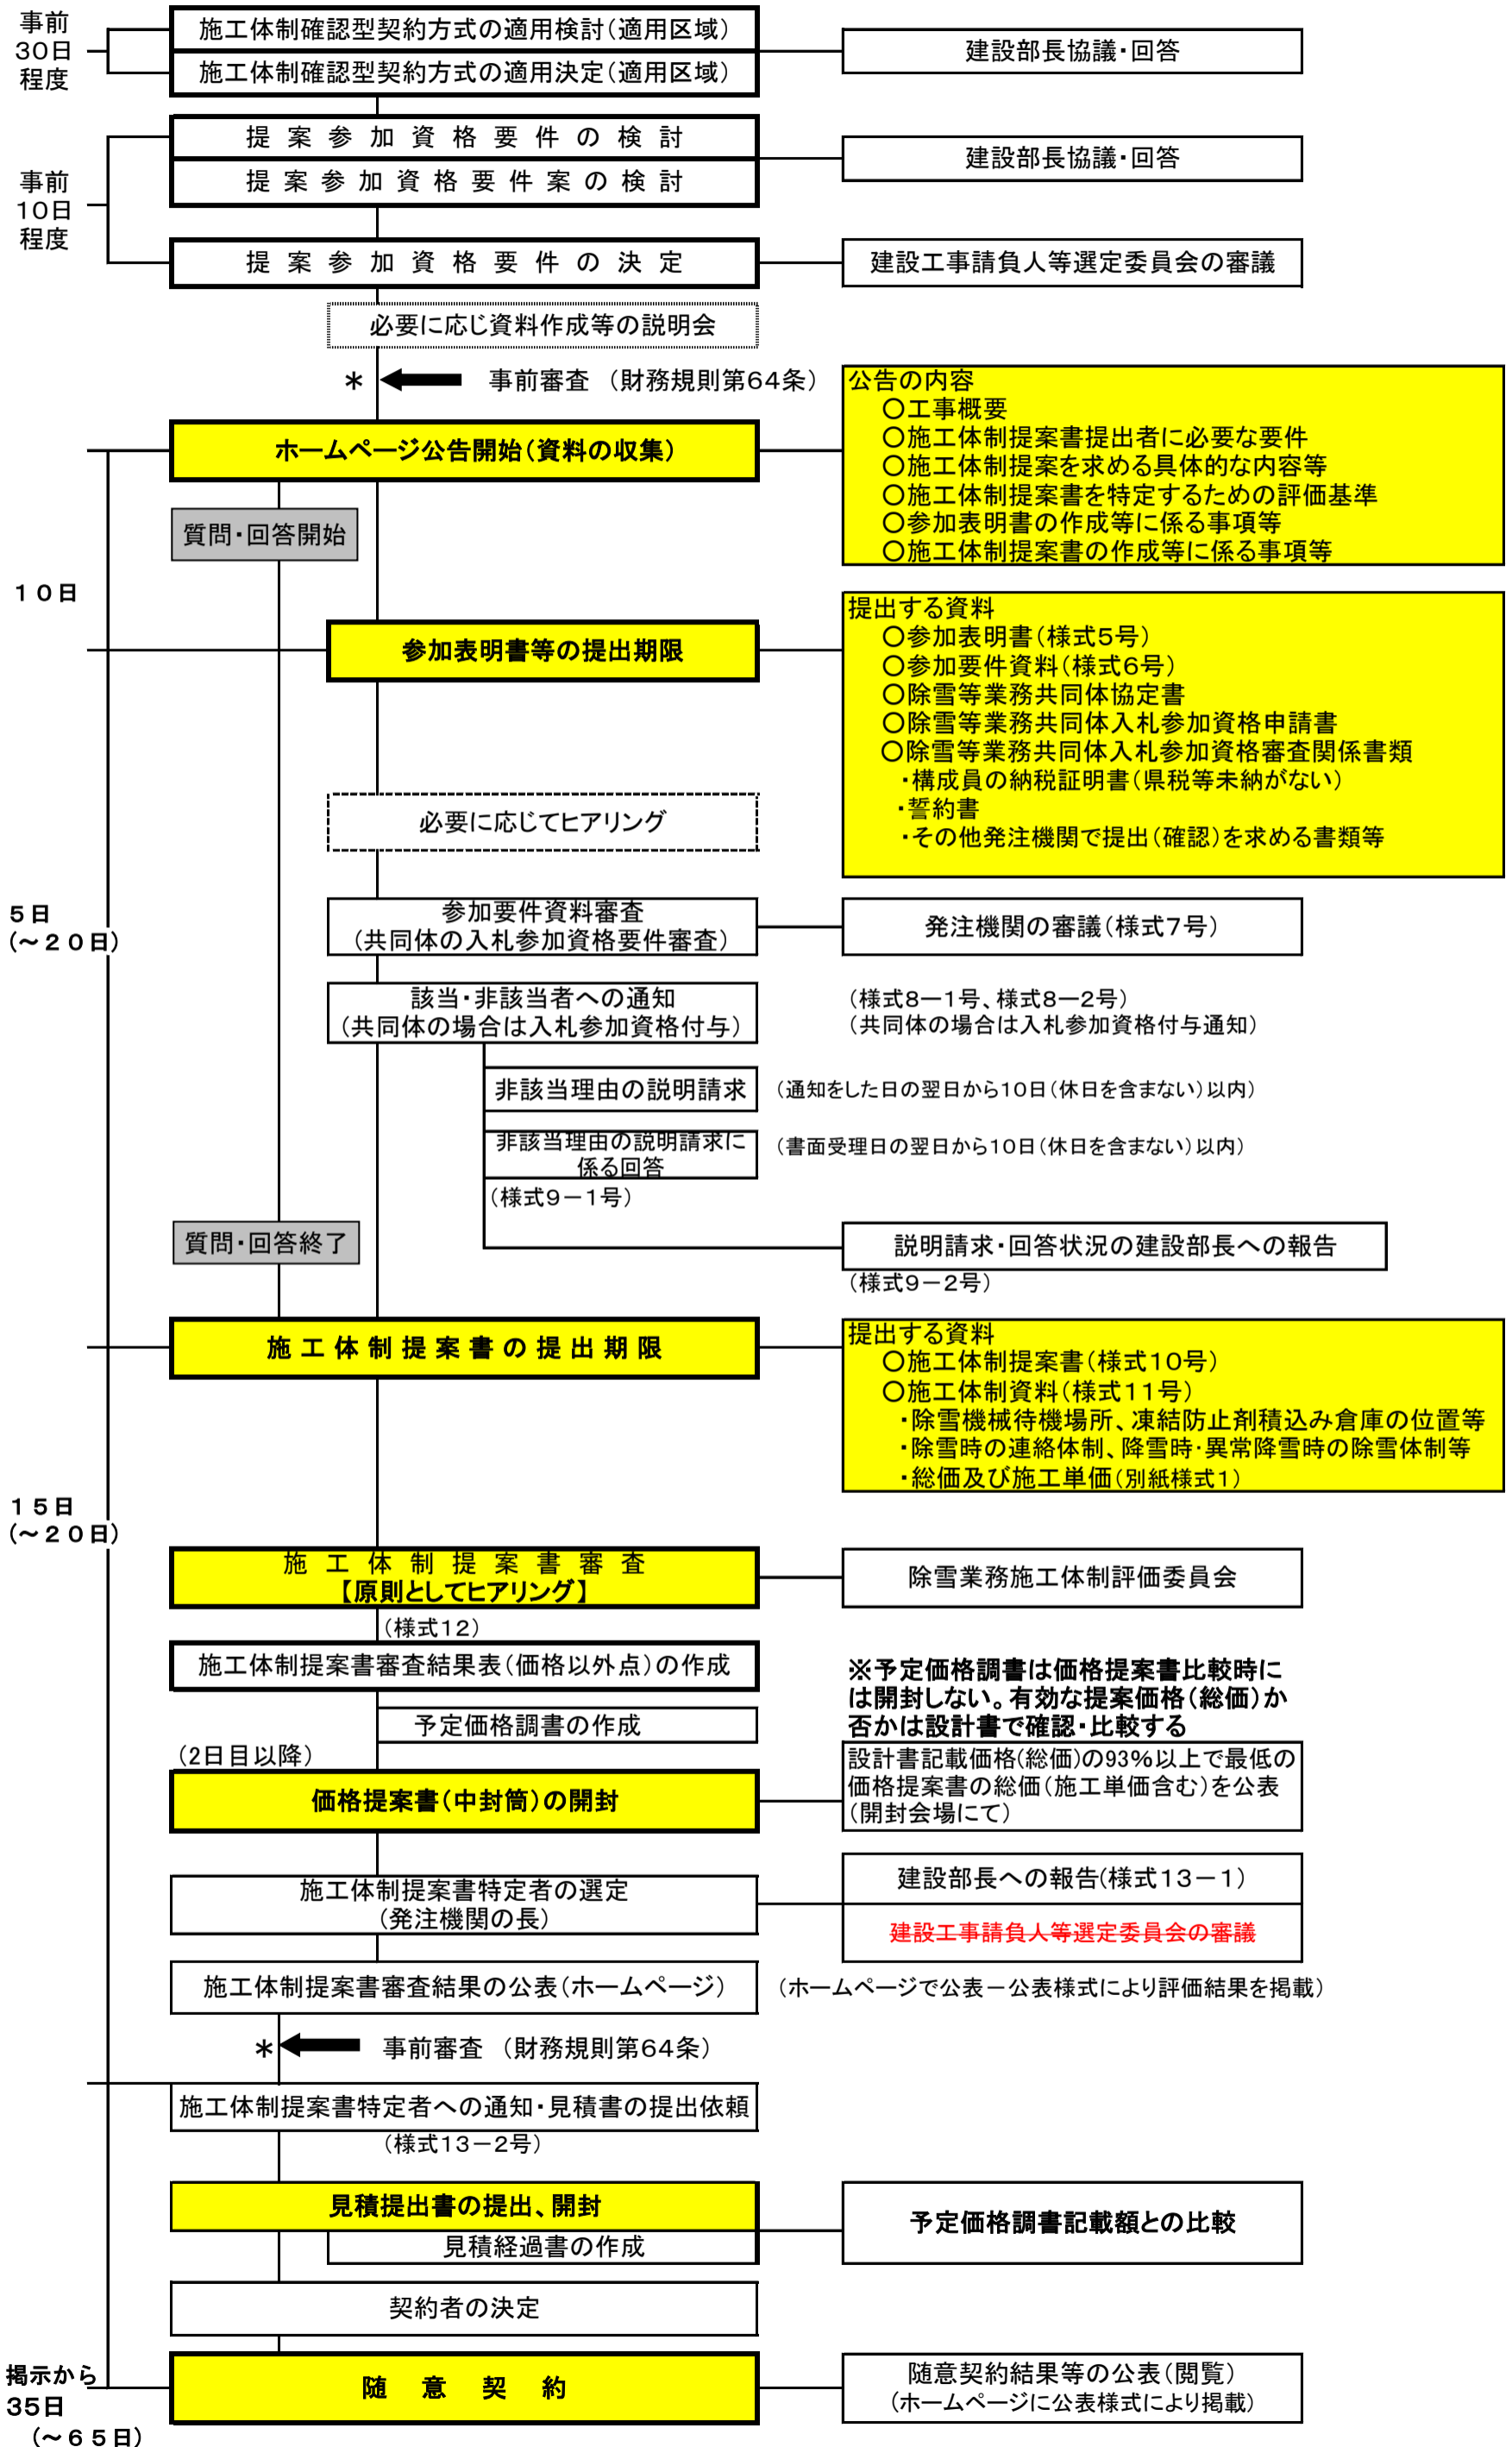 事前
30日
程度
施工体制確認型契約方式の適用検討(適用区域)
施工体制確認型契約方式の適用決定(適用区域)
建設部長協議・回答
事前
10日
程度
提案参加資格要件の検討
提案参加資格要件案の検討
建設部長協議・回答
提案参加資格要件の決定
建設工事請負人等選定委員会の審議
必要に応じ資料作成等の説明会
* 事前審査 (財務規則第64条)
ホームページ公告開始(資料の収集)
公告の内容
○工事概要
○施工体制提案書提出者に必要な要件
○施工体制提案を求める具体的な内容等
○施工体制提案書を特定するための評価基準
○参加表明書の作成等に係る事項等
○施工体制提案書の作成等に係る事項等
質問・回答開始
10日
参加表明書等の提出期限
提出する資料
○参加表明書(様式5号)
○参加要件資料(様式6号)
○除雪等業務共同体協定書
○除雪等業務共同体入札参加資格申請書
○除雪等業務共同体入札参加資格審査関係書類
・構成員の納税証明書(県税等未納がない)
・誓約書
・その他発注機関で提出(確認)を求める書類等
必要に応じてヒアリング
5日
(～20日)
参加要件資料審査
(共同体の入札参加資格要件審査)
発注機関の審議(様式7号)
該当・非該当者への通知
(共同体の場合は入札参加資格付与)
(様式8ー1号、様式8ー2号)
(共同体の場合は入札参加資格付与通知)
非該当理由の説明請求
(通知をした日の翌日から10日(休日を含まない)以内)
非該当理由の説明請求に
係る回答
(書面受理日の翌日から10日(休日を含まない)以内)
(様式9－1号)
質問・回答終了
説明請求・回答状況の建設部長への報告
(様式9－2号)
施工体制提案書の提出期限
提出する資料
○施工体制提案書(様式10号)
○施工体制資料(様式11号)
・除雪機械待機場所、凍結防止剤積込み倉庫の位置等
・除雪時の連絡体制、降雪時・異常降雪時の除雪体制等
・総価及び施工単価(別紙様式1)
15日
(～20日)
施工体制提案書審査
【原則としてヒアリング】
除雪業務施工体制評価委員会
(様式12)
施工体制提案書審査結果表(価格以外点)の作成
※予定価格調書は価格提案書比較時に
は開封しない。有効な提案価格(総価)か
否かは設計書で確認・比較する
予定価格調書の作成
(2日目以降)
価格提案書(中封筒)の開封
設計書記載価格(総価)の93%以上で最低の
価格提案書の総価(施工単価含む)を公表
(開封会場にて)
施工体制提案書特定者の選定
(発注機関の長)
建設部長への報告(様式13－1)
建設工事請負人等選定委員会の審議
施工体制提案書審査結果の公表(ホームページ)
(ホームページで公表－公表様式により評価結果を掲載)
* 事前審査 (財務規則第64条)
施工体制提案書特定者への通知・見積書の提出依頼
(様式13－2号)
見積提出書の提出、開封
見積経過書の作成
予定価格調書記載額との比較
契約者の決定
掲示から
35日
(～65日)
随意契約
随意契約結果等の公表(閲覧)
(ホームページに公表様式により掲載)